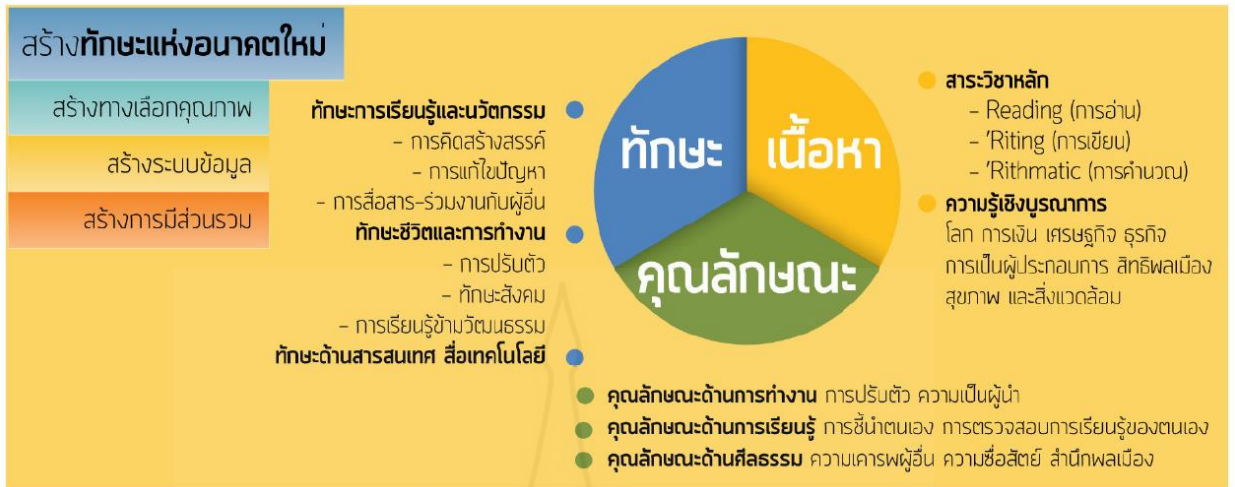 สร้างทักษะแห่งอนาคตใหม่
สร้างทางเลือกคุณภาพ
สร้างระบบข้อมูล
สร้างการมีส่วนรวม
ทักษะการเรียนรู้และนวัตกรรม
– การคิดสร้างสรรค์
– การแก้ไขปัญหา
– การสื่อสาร-ร่วมงานกับผู้อื่น
ทักษะชีวิตและการทำงาน
– การปรับตัว
– ทักษะสังคม
– การเรียนรู้ข้ามวัฒนธรรม
ทักษะด้านสารสนเทศ สื่อเทคโนโลยี
ทักษะ
เนื้อหา
คุณลักษณะ
สาระวิชาหลัก
– Reading (การอ่าน)
– 'Riting (การเขียน)
– 'Rithmatic (การคำนวณ)
ความรู้เชิงบูรณาการ
โลก การเงิน เศรษฐกิจ ธุรกิจ
การเป็นผู้ประกอบการ สิทธิพลเมือง
สุขภาพ และสิ่งแวดล้อม
คุณลักษณะด้านการทำงาน การปรับตัว ความเป็นผู้นำ
คุณลักษณะด้านการเรียนรู้ การชี้นำตนเอง การตรวจสอบการเรียนรู้ของตนเอง
คุณลักษณะด้านศีลธรรม ความเคารพผู้อื่น ความซื่อสัตย์ สำนึกพลเมือง